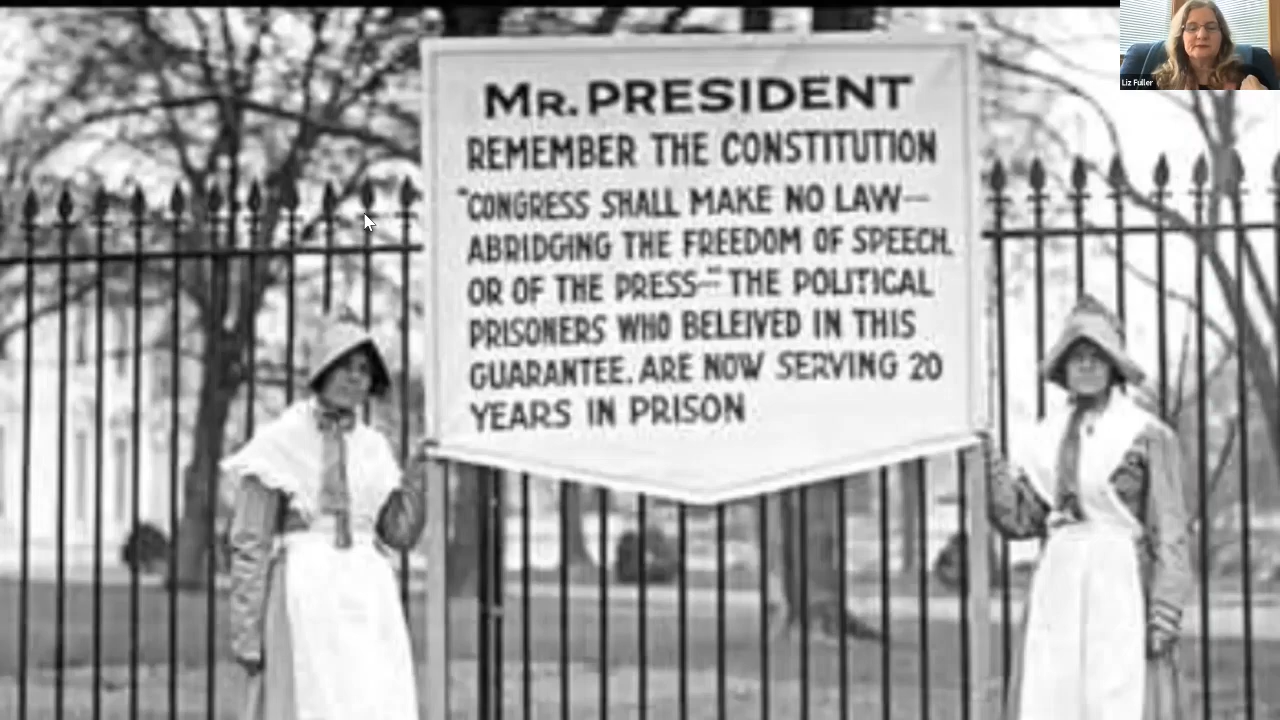 Liz Fuller
Mr. PRESIDENT
REMEMBER THE CONSTITUTION
"CONGRESS SHALL MAKE NO LAW—
ABRIDGING THE FREEDOM OF SPEECH,
OR OF THE PRESS—" THE POLITICAL
PRISONERS WHO BELEIVED IN THIS
GUARANTEE. ARE NOW SERVING 20
YEARS IN PRISON